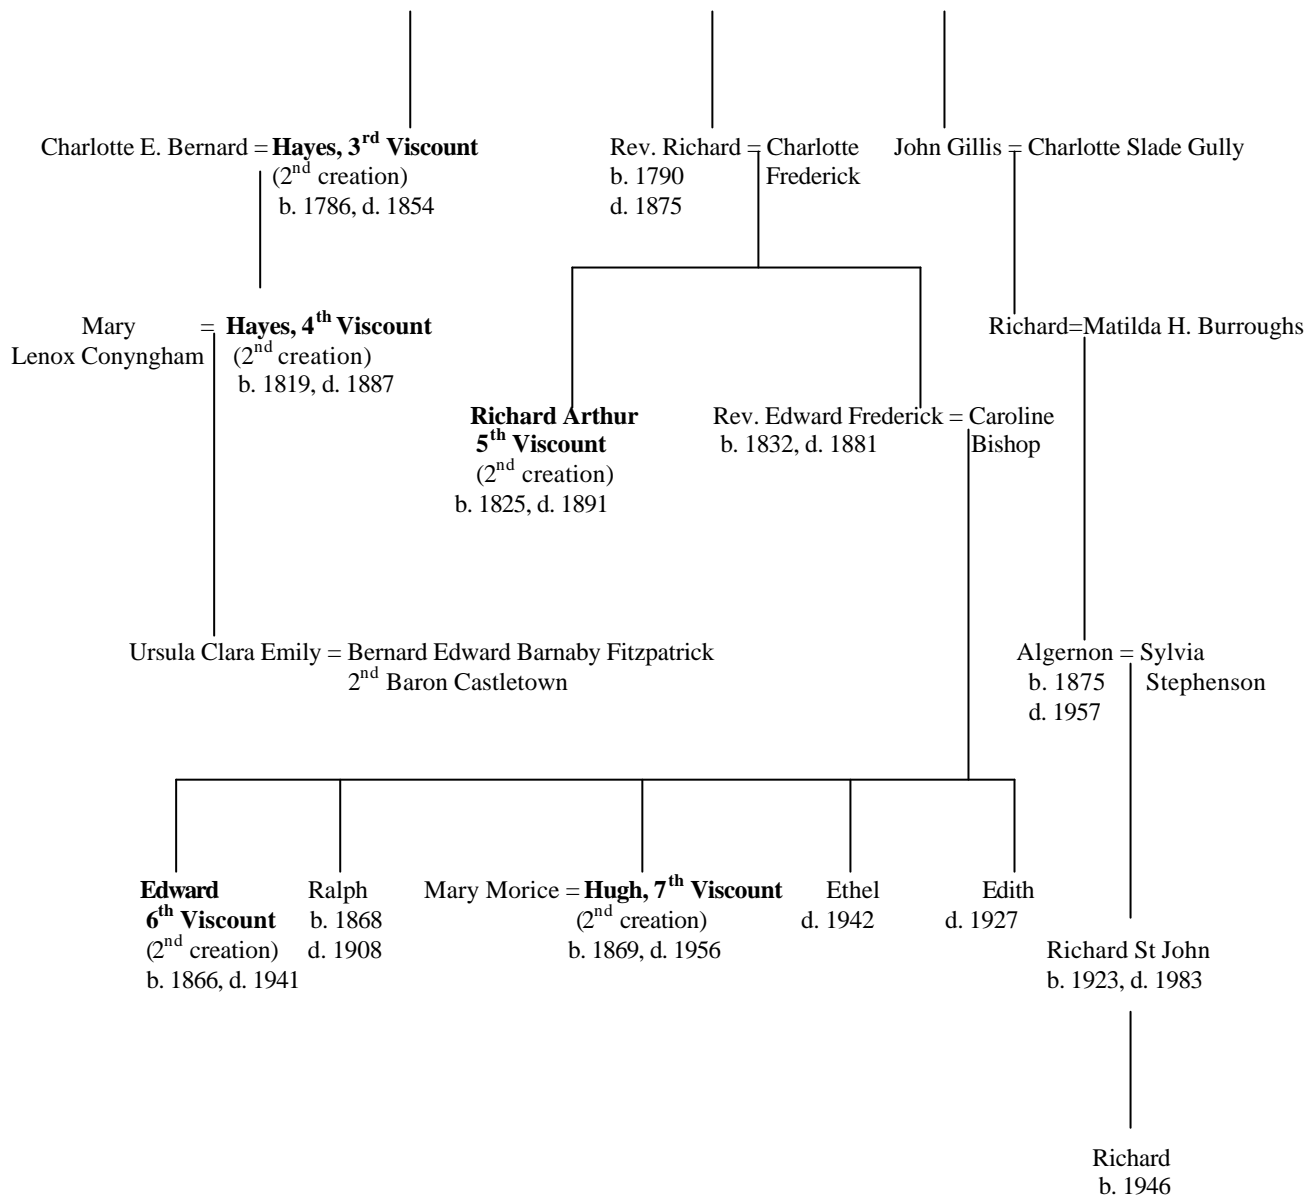 Charlotte E. Bernard = Hayes, 3rd Viscount
(2nd creation)
b. 1786, d. 1854
Rev. Richard = Charlotte
b. 1790 Frederick
d. 1875
John Gillis = Charlotte Slade Gully
Mary = Hayes, 4th Viscount
Lenox Conyngham (2nd creation)
b. 1819, d. 1887
Richard=Matilda H. Burroughs
Richard Arthur
5th Viscount
(2nd creation)
b. 1825, d. 1891
Rev. Edward Frederick = Caroline
b. 1832, d. 1881 Bishop
Ursula Clara Emily = Bernard Edward Barnaby Fitzpatrick
2nd Baron Castletown
Algernon = Sylvia
b. 1875 Stephenson
d. 1957
Edward
6th Viscount
(2nd creation)
b. 1866, d. 1941
Ralph
b. 1868
d. 1908
Mary Morice = Hugh, 7th Viscount
(2nd creation)
b. 1869, d. 1956
Ethel
d. 1942
Edith
d. 1927
Richard St John
b. 1923, d. 1983
Richard
b. 1946